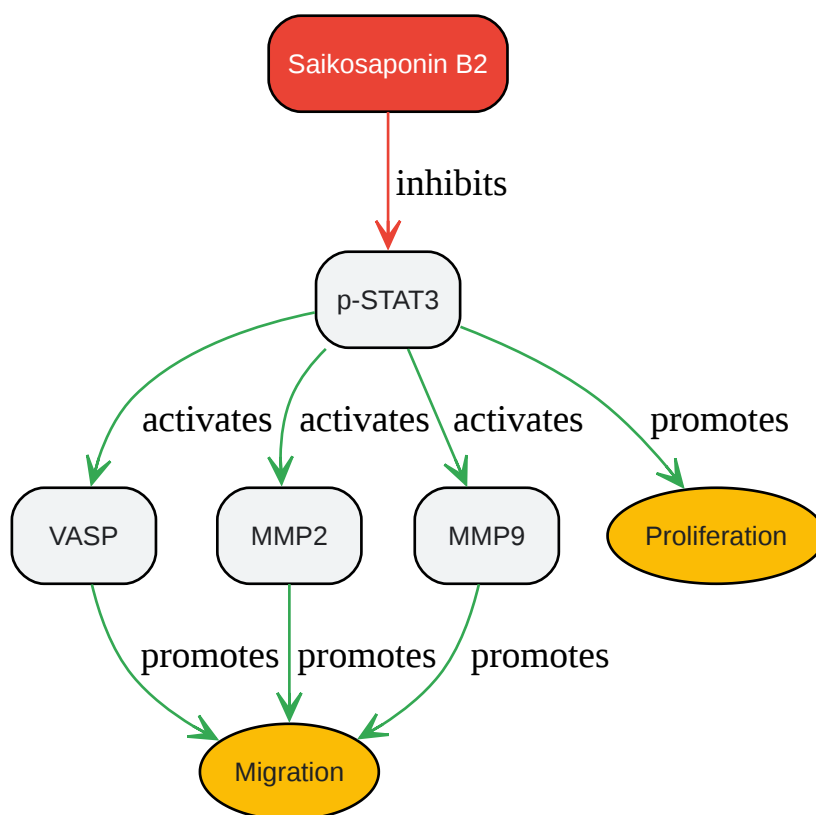 Saikosaponin B2
inhibits
p-STAT3
activates
activates
activates
promotes
VASP
MMP2
MMP9
Proliferation
promotes
promotes
promotes
Migration